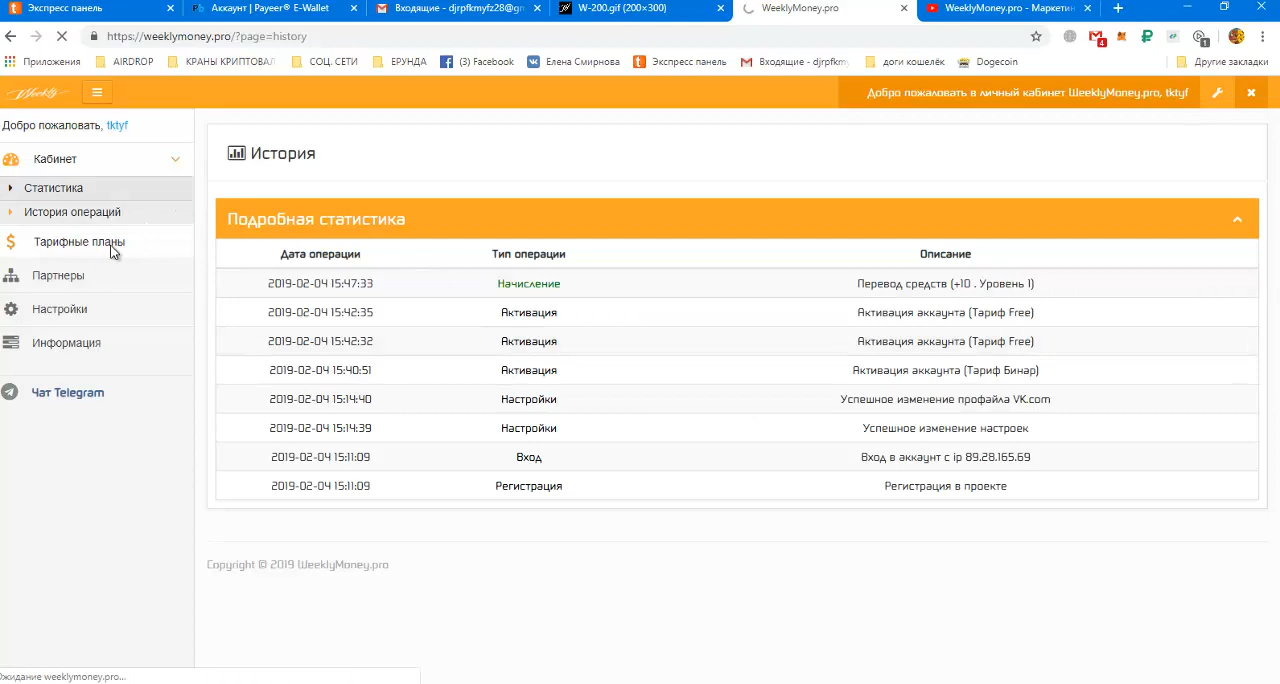 Экспресс панель
Аккаунт | Payeer® E-Wallet
Входящие - djrpfkmyfz28@gm
W-200.gif (200×300)
WeeklyMoney.pro
WeeklyMoney.pro - Маркетин
https://weeklymoney.pro/?page=history
4
1
Приложения
AIRDROP
КРАНЫ КРИПТОВАЛ
СОЦ. СЕТИ
ЕРУНДА
(3) Facebook
Елена Смирнова
Экспресс панель
Входящие - djrpfkm
доги кошелёк
Dogecoin
Другие закладки
Weekly
Добро пожаловать в личный кабинет WeeklyMoney.pro, tktyf
Добро пожаловать, tktyf
Кабинет
Статистика
История операций
Тарифные планы
Партнеры
Настройки
Информация
Чат Telegram
История
Подробная статистика
Дата операции Тип операции Описание
2019-02-04 15:47:33 Начисление Перевод средств (+10 . Уровень 1)
2019-02-04 15:42:35 Активация Активация аккаунта (Тариф Free)
2019-02-04 15:42:32 Активация Активация аккаунта (Тариф Free)
2019-02-04 15:40:51 Активация Активация аккаунта (Тариф Бинар)
2019-02-04 15:14:40 Настройки Успешное изменение профайла VK.com
2019-02-04 15:14:39 Настройки Успешное изменение настроек
2019-02-04 15:11:09 Вход Вход в аккаунт с ip 89.28.165.69
2019-02-04 15:11:09 Регистрация Регистрация в проекте
Copyright © 2019 WeeklyMoney.pro
Ожидание weeklymoney.pro...